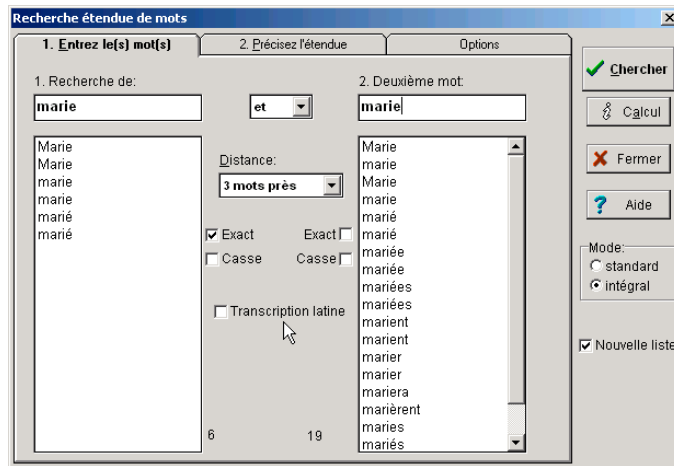 Recherche étendue de mots
1. Entrez le(s) mot(s)
2. Précisez l'étendue
Options
1. Recherche de:
marie
et
2. Deuxième mot:
marie
Marie
Marie
marie
marie
marié
marié
Distance:
3 mots près
Exact
Exact
Casse
Casse
Transcription latine
6
19
Marie
marie
Marie
marie
marié
marié
mariée
mariée
mariées
mariées
marient
marient
marier
marier
mariera
marièrent
maries
mariés
Chercher
Calcul
Fermer
Aide
Mode:
standard
intégral
Nouvelle liste